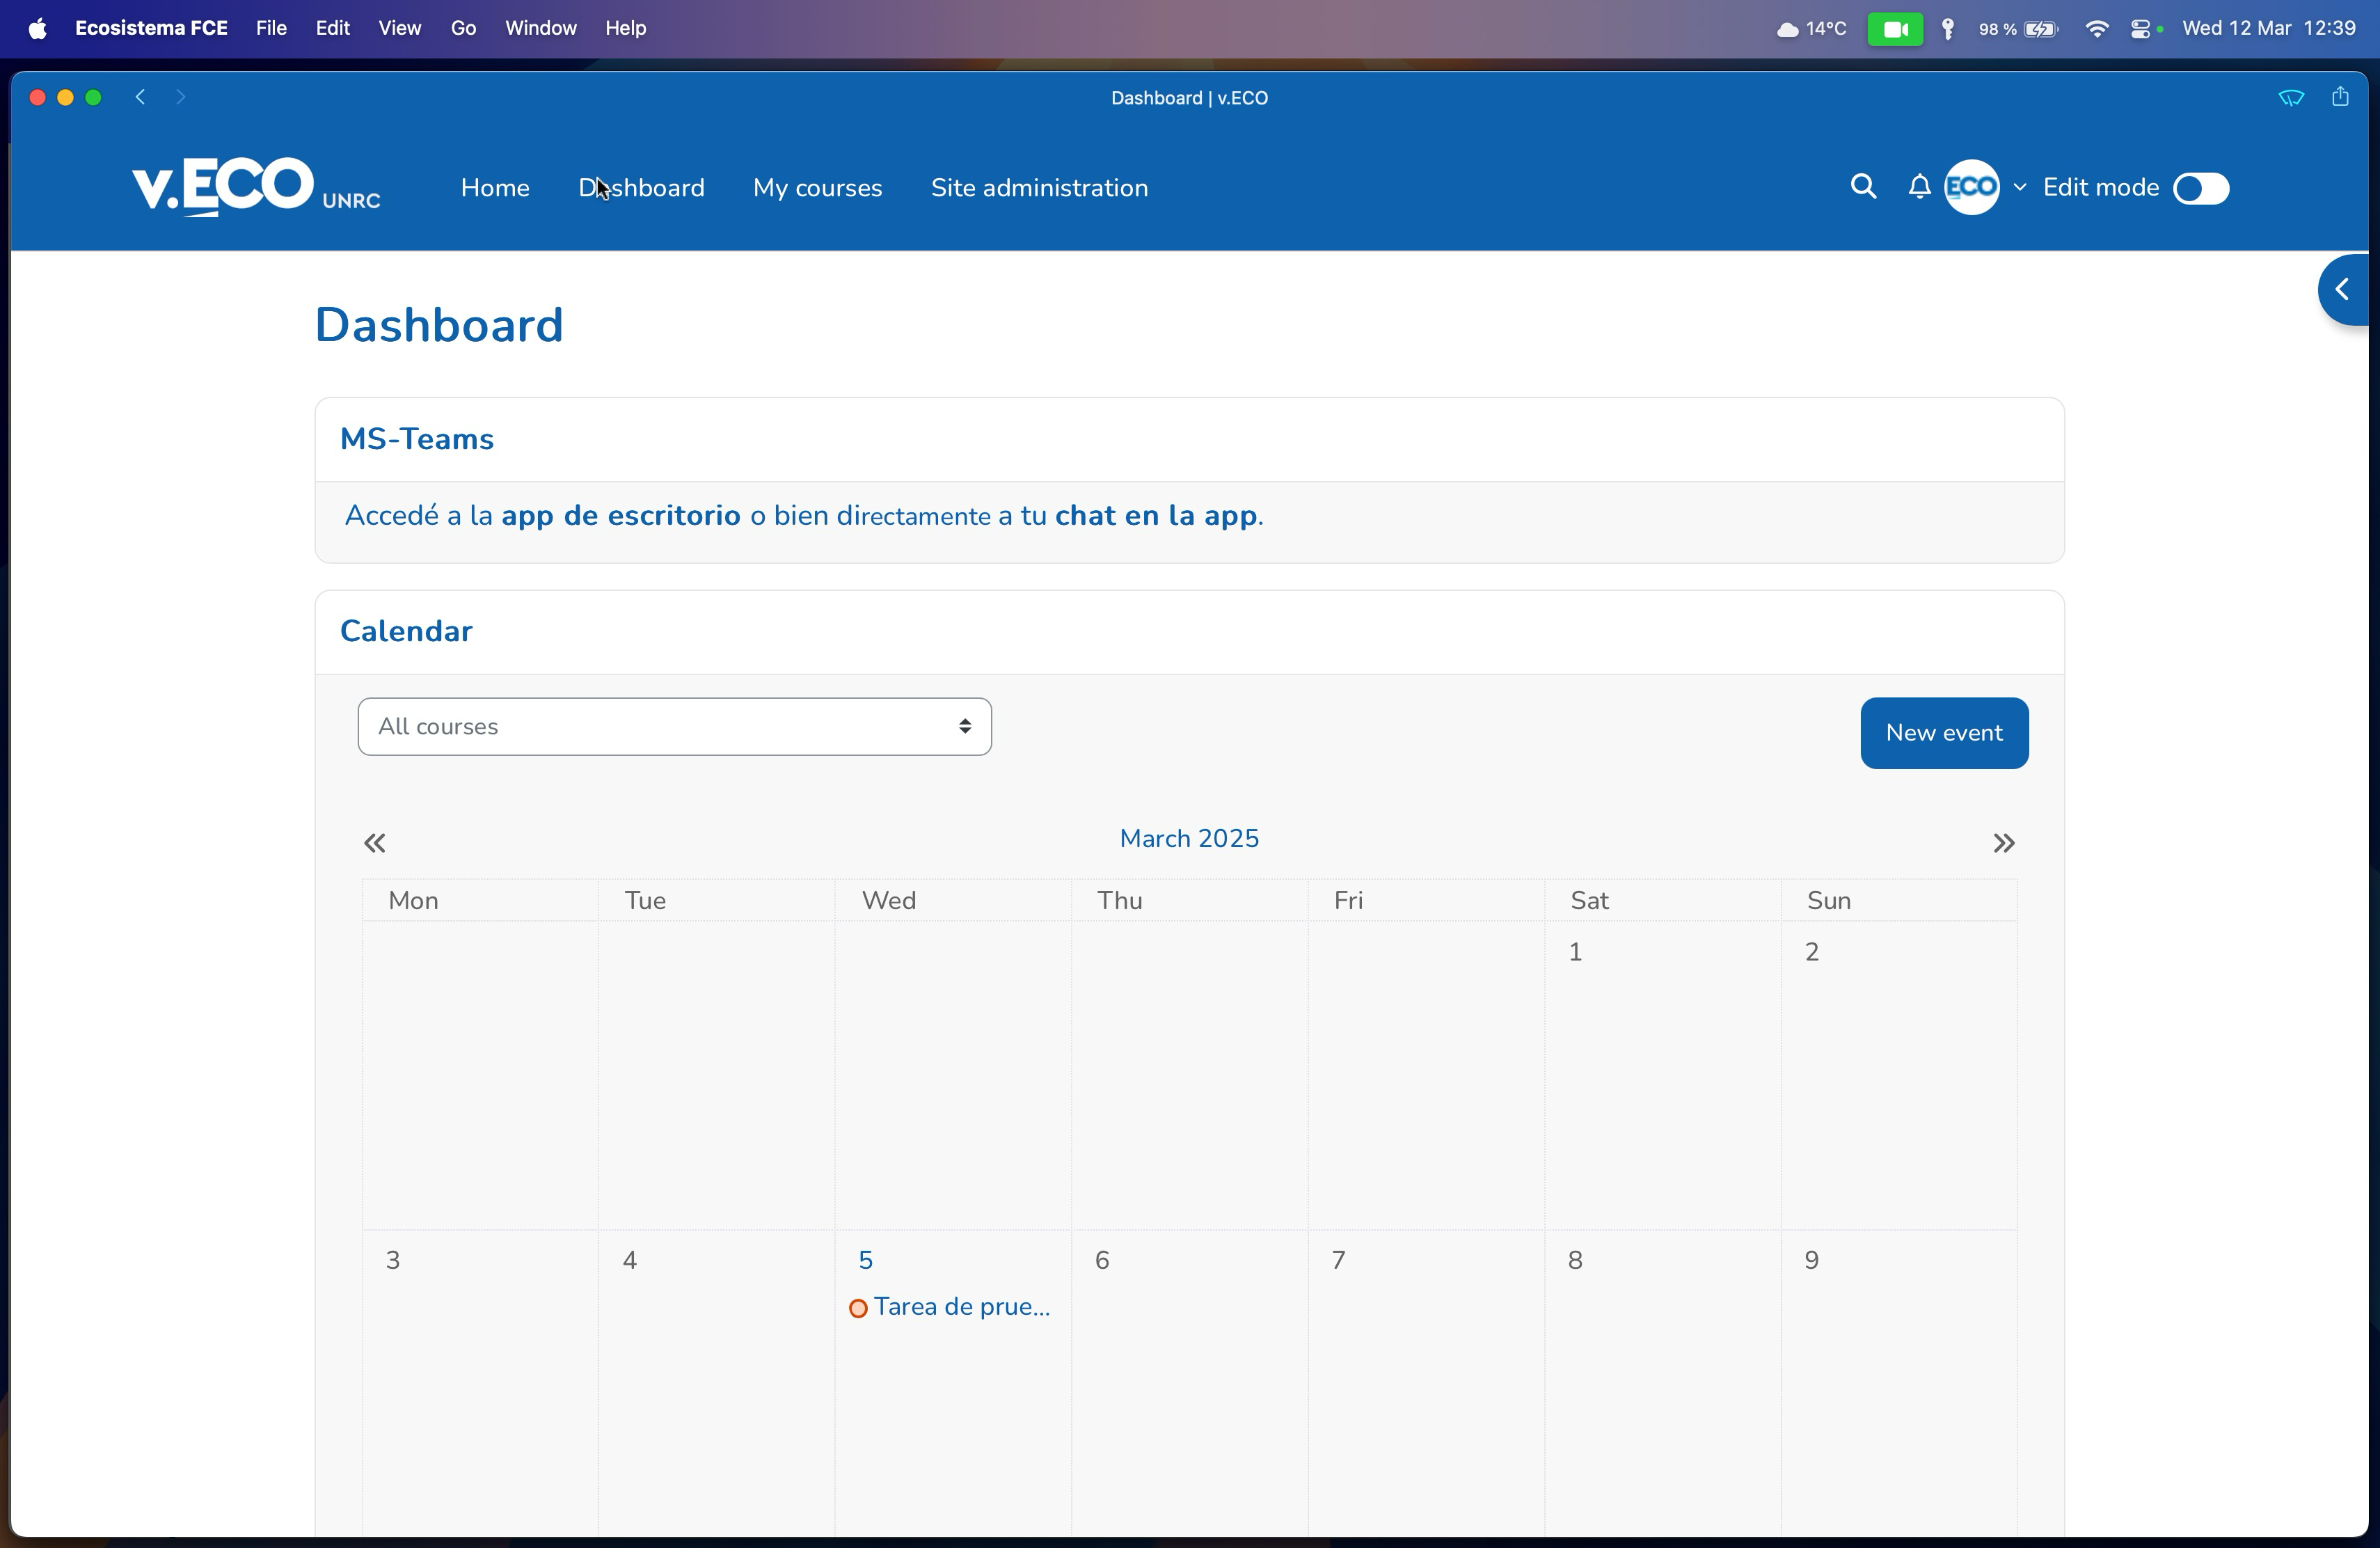 Ecosistema FCE File Edit View Go Window Help 14°C 98 % Wed 12 Mar 12:39
Dashboard | v.ECO
v.ECO UNRC Home Dashboard My courses Site administration ECO Edit mode
Dashboard
MS-Teams
Accedé a la app de escritorio o bien directamente a tu chat en la app.
Calendar
All courses New event
March 2025
Mon Tue Wed Thu Fri Sat Sun
1 2
3 4 5 6 7 8 9
Tarea de prue...